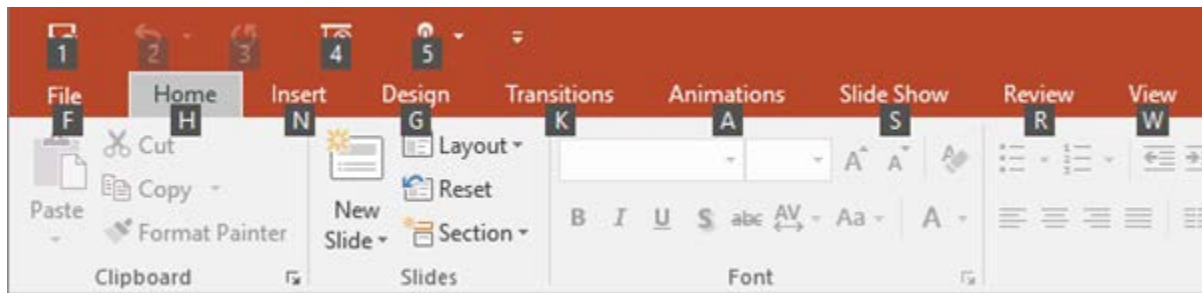 1 2 3 4 5
File Home Insert Design Transitions Animations Slide Show Review View
F H N G K A S R W
Cut Layout
Copy Reset
Paste Format Painter New Slide Section
B I U S abc AV Aa A
Clipboard Slides Font